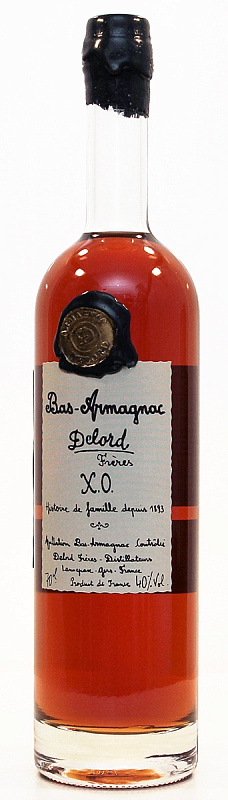 Bas-Armagnac
Delord
Frères
X.O.
Histoire de famille depuis 1893
Appellation Bas-Armagnac Contrôlée
Delord Frères - Distillateurs
Lannepax - Gers - France
70cl Produit de France 40%Vol